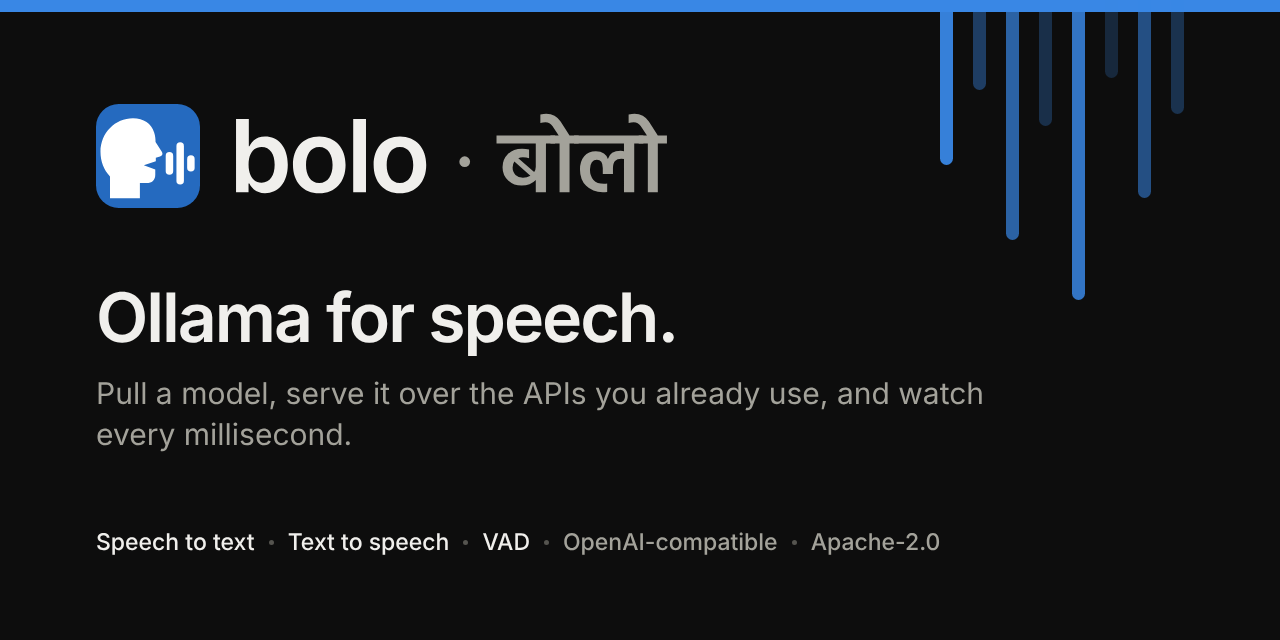 bolo · बोलो
Ollama for speech.
Pull a model, serve it over the APIs you already use, and watch
every millisecond.
Speech to text · Text to speech · VAD · OpenAI-compatible · Apache-2.0